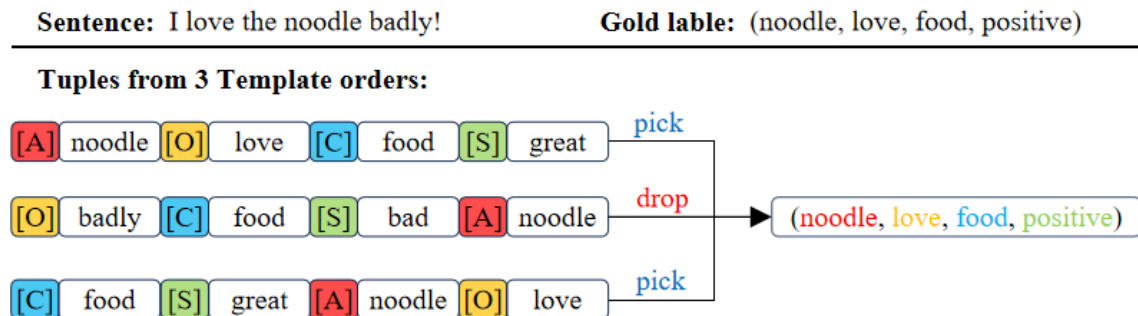 Sentence: I love the noodle badly! Gold lable: (noodle, love, food, positive)
Tuples from 3 Template orders:
[A] noodle [O] love [C] food [S] great pick
[O] badly [C] food [S] bad [A] noodle drop (noodle, love, food, positive)
[C] food [S] great [A] noodle [O] love pick